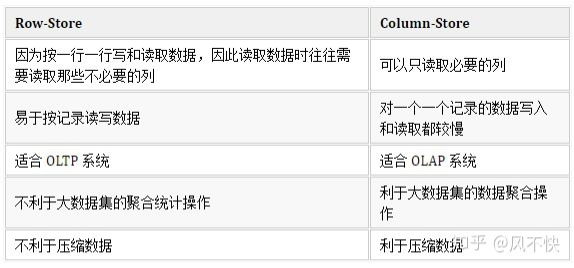 Row-Store
Column-Store
因为按一行一行写和读取数据，因此读取数据时往往需
要读取那些不必要的列
可以只读取必要的列
易于按记录读写数据
对一个一个记录的数据写入
和读取都较慢
适合 OLTP 系统
适合 OLAP 系统
不利于大数据集的聚合统计操作
利于大数据集的数据聚合操
作
不利于压缩数据
利于压缩数据
知乎 @风不快